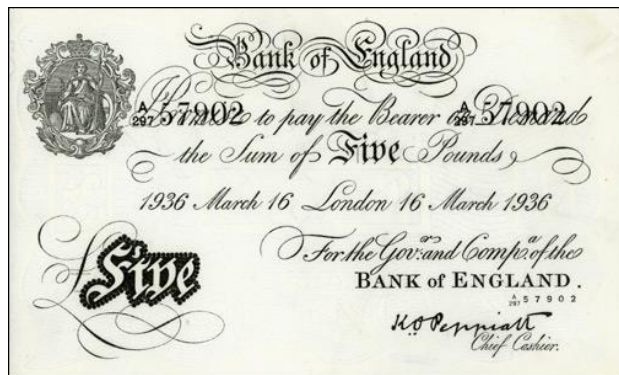 Bank of England
A/297 57902 I Promise to pay the Bearer on Demand A/297 57902
the Sum of Five Pounds
1936 March 16 London 16 March 1936
For the Gov.r and Comp.a of the
BANK of ENGLAND.
A/297 57902
£Five
K O Peppiatt
Chief Cashier.